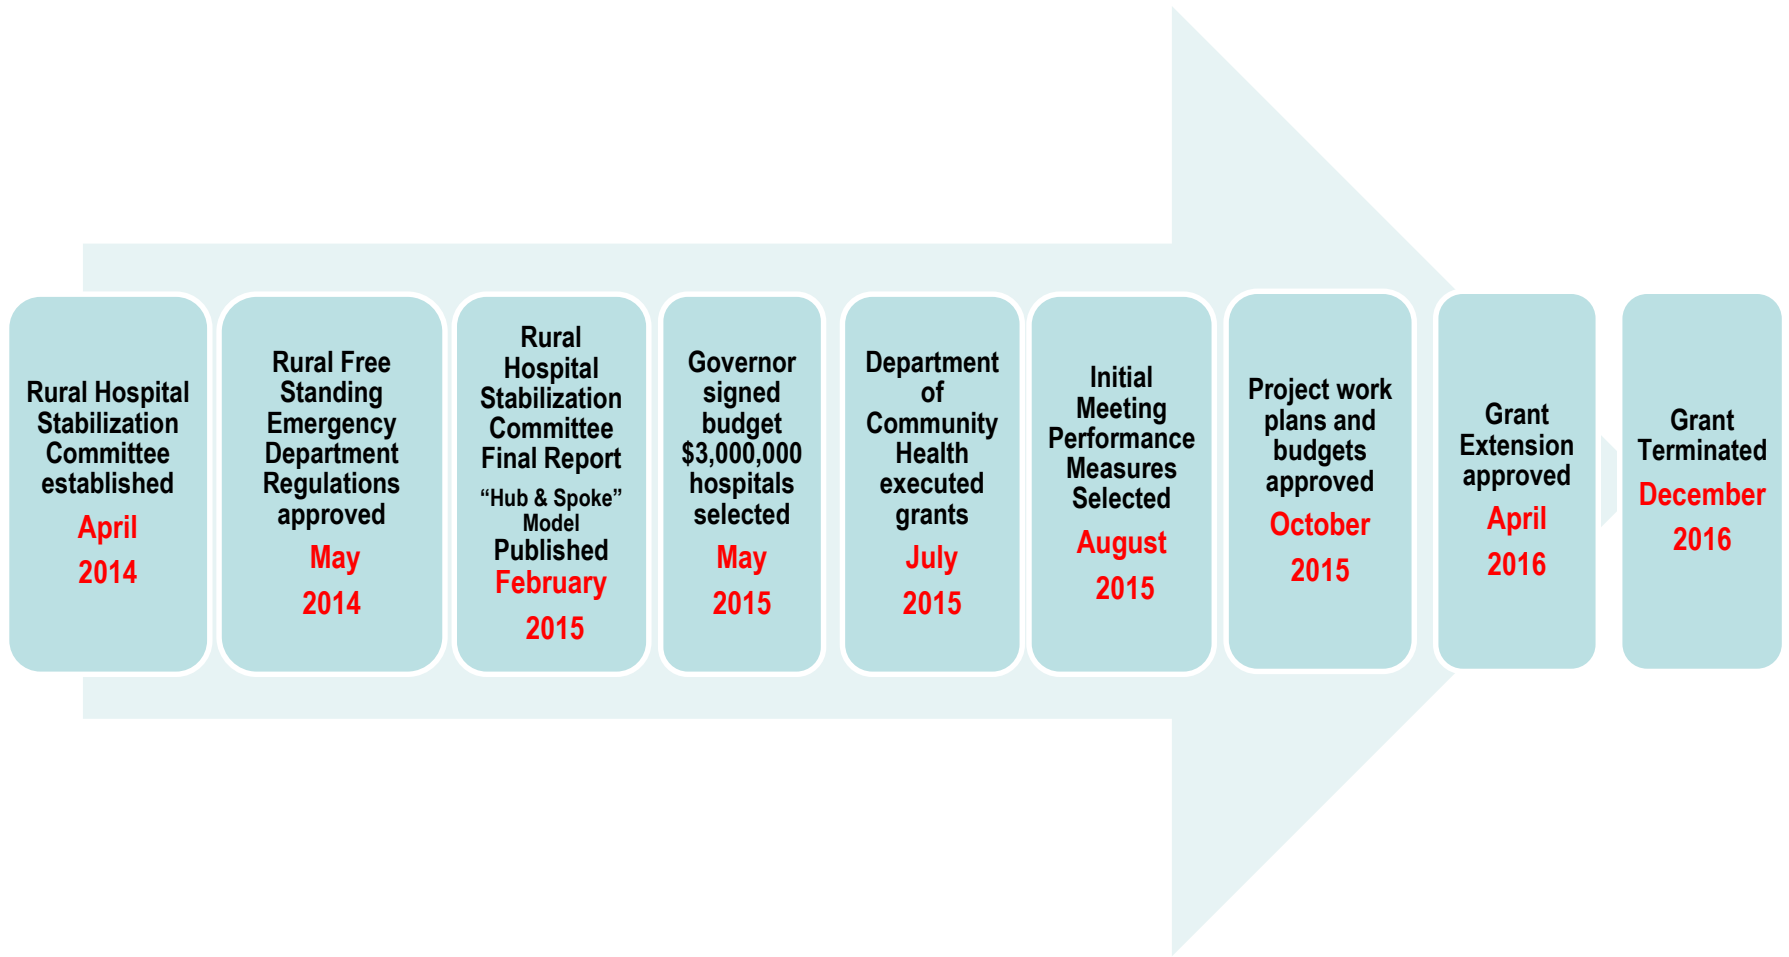 Rural Hospital
Stabilization
Committee
established
April
2014
Rural Free
Standing
Emergency
Department
Regulations
approved
May
2014
Rural
Hospital
Stabilization
Committee
Final Report
“Hub & Spoke”
Model
Published
February
2015
Governor
signed
budget
$3,000,000
hospitals
selected
May
2015
Department
of
Community
Health
executed
grants
July
2015
Initial
Meeting
Performance
Measures
Selected
August
2015
Project work
plans and
budgets
approved
October
2015
Grant
Extension
approved
April
2016
Grant
Terminated
December
2016